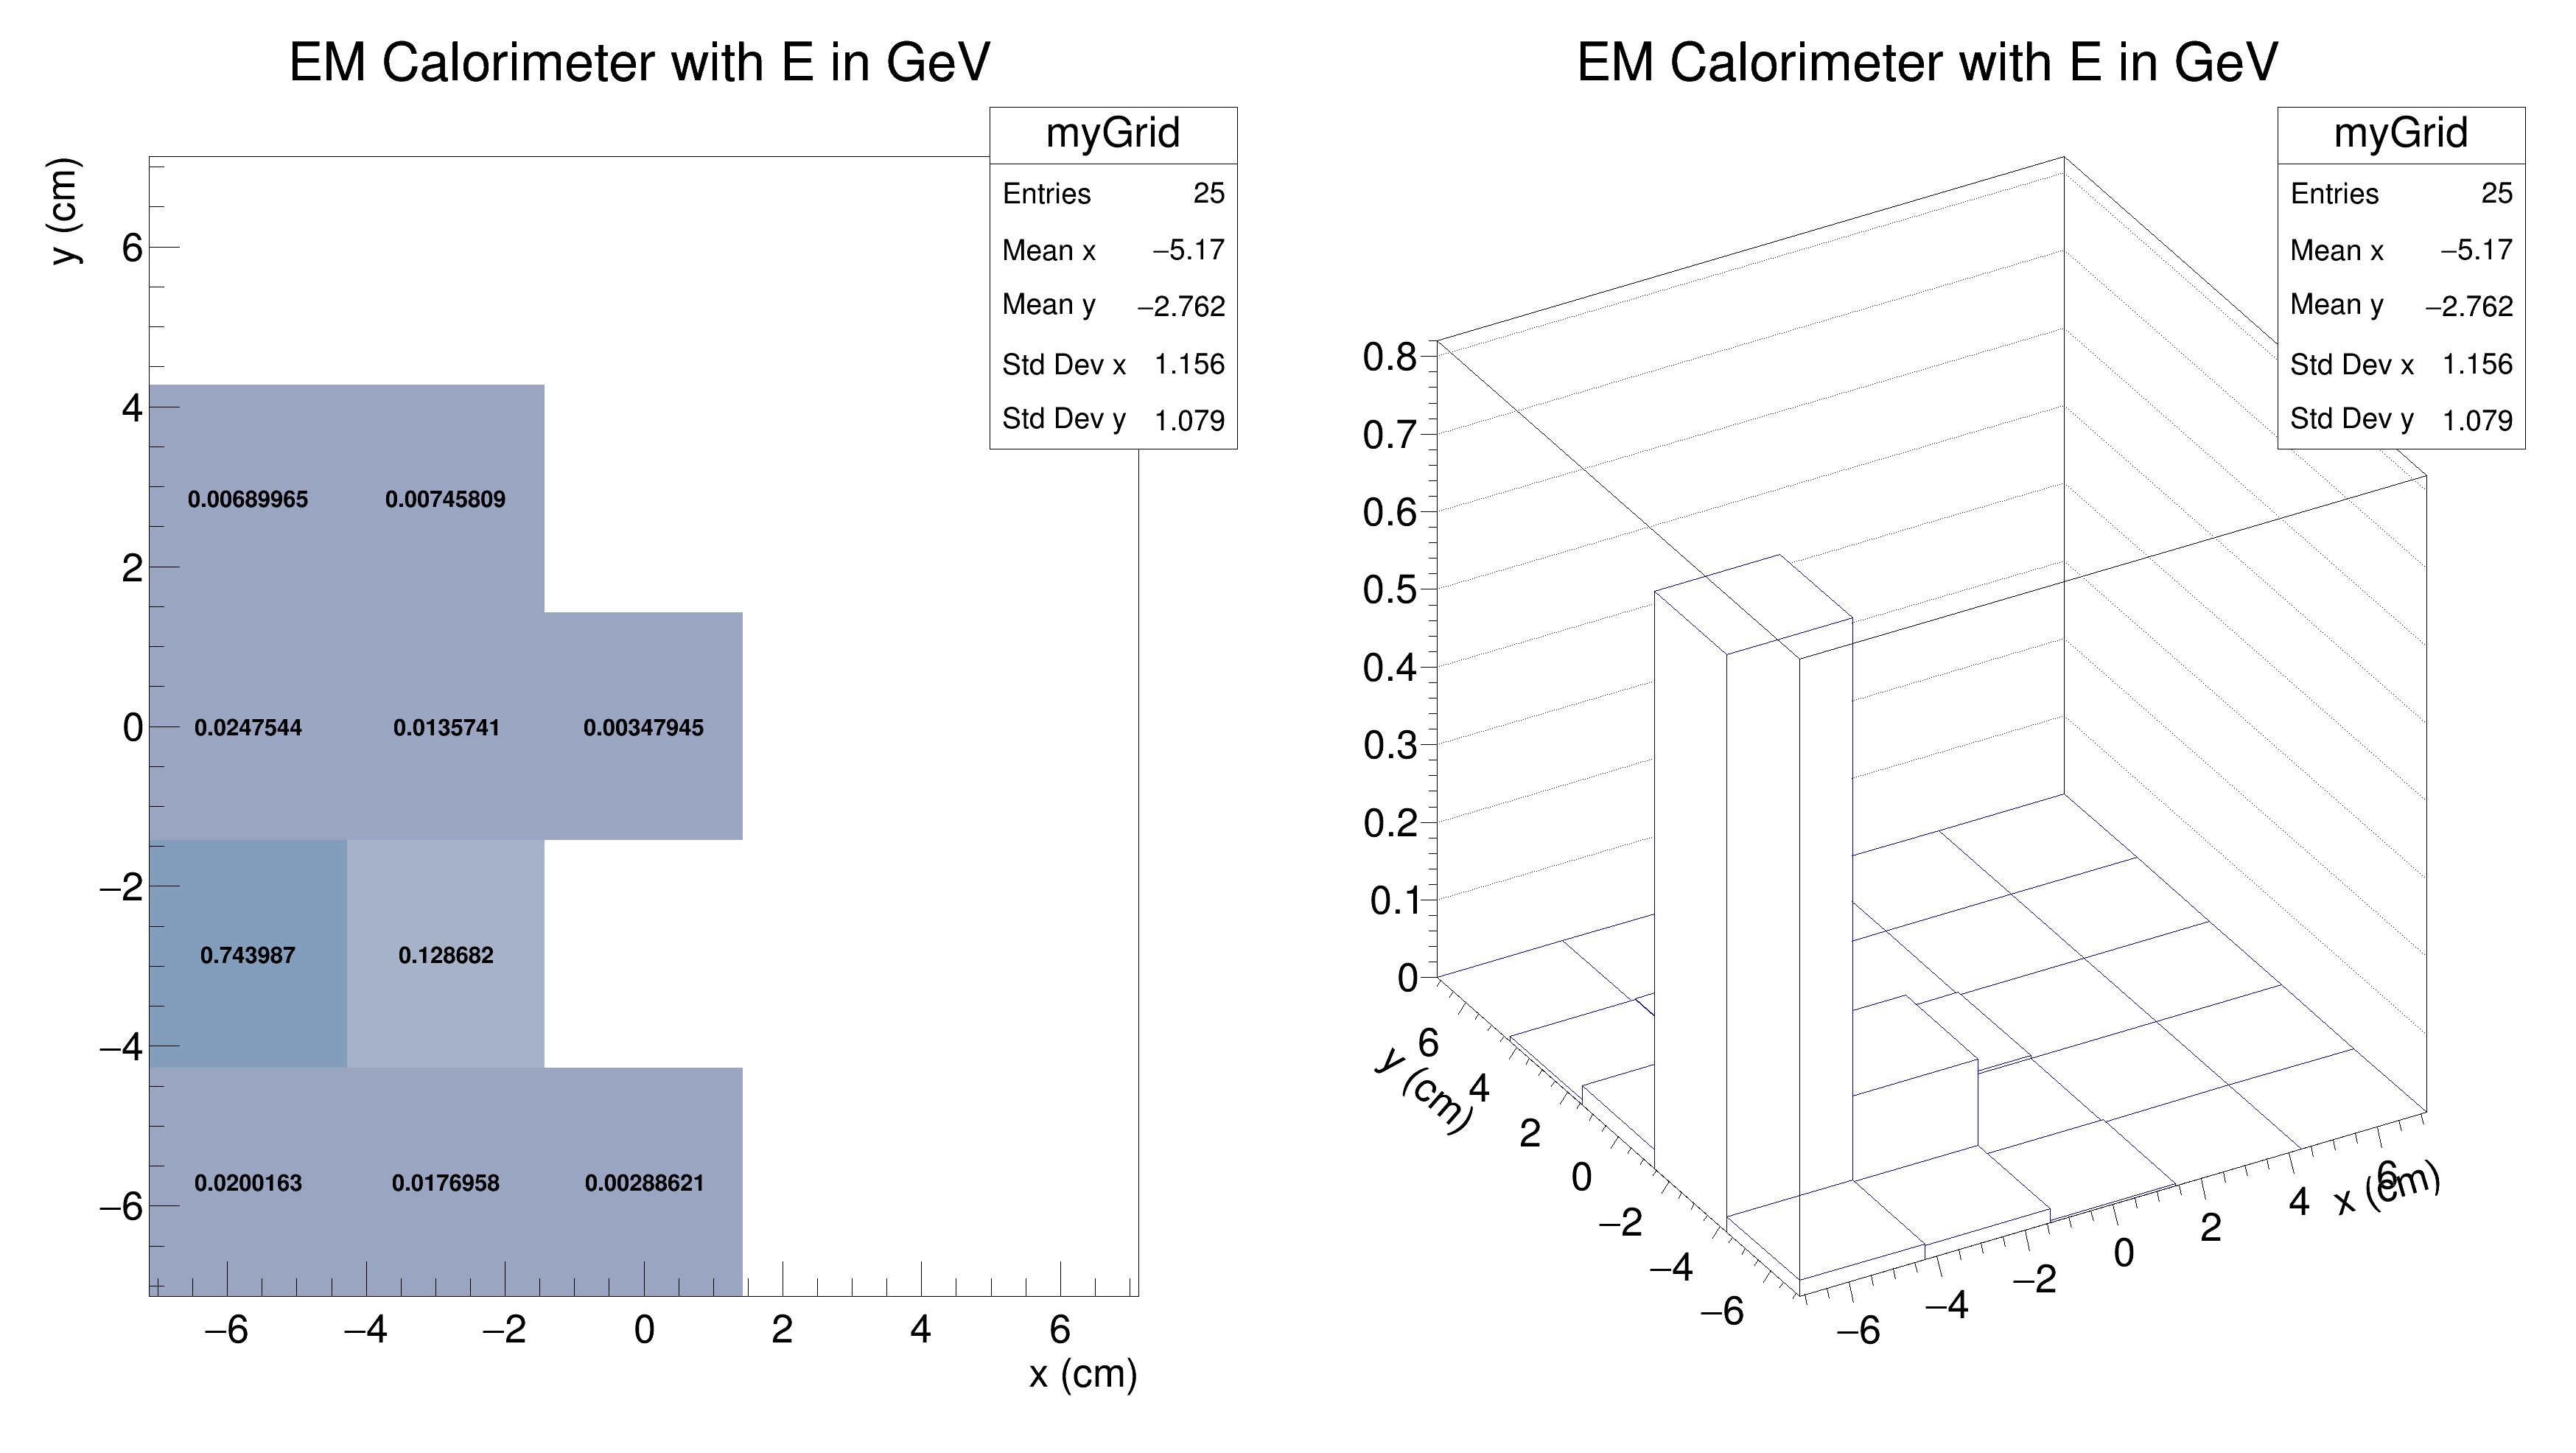 EM Calorimeter with E in GeV
myGrid
Entries 25
Mean x −5.17
Mean y −2.762
Std Dev x 1.156
Std Dev y 1.079
y (cm)
6
4
2
0
−2
−4
−6
0.00689965 0.00745809
0.0247544 0.0135741 0.00347945
0.743987 0.128682
0.0200163 0.0176958 0.00288621
−6 −4 −2 0 2 4 6
x (cm)
EM Calorimeter with E in GeV
myGrid
Entries 25
Mean x −5.17
Mean y −2.762
Std Dev x 1.156
Std Dev y 1.079
0.8
0.7
0.6
0.5
0.4
0.3
0.2
0.1
0
y (cm)
6
4
2
0
−2
−4
−6
−6
−4
−2
0
2
4
6
x (cm)